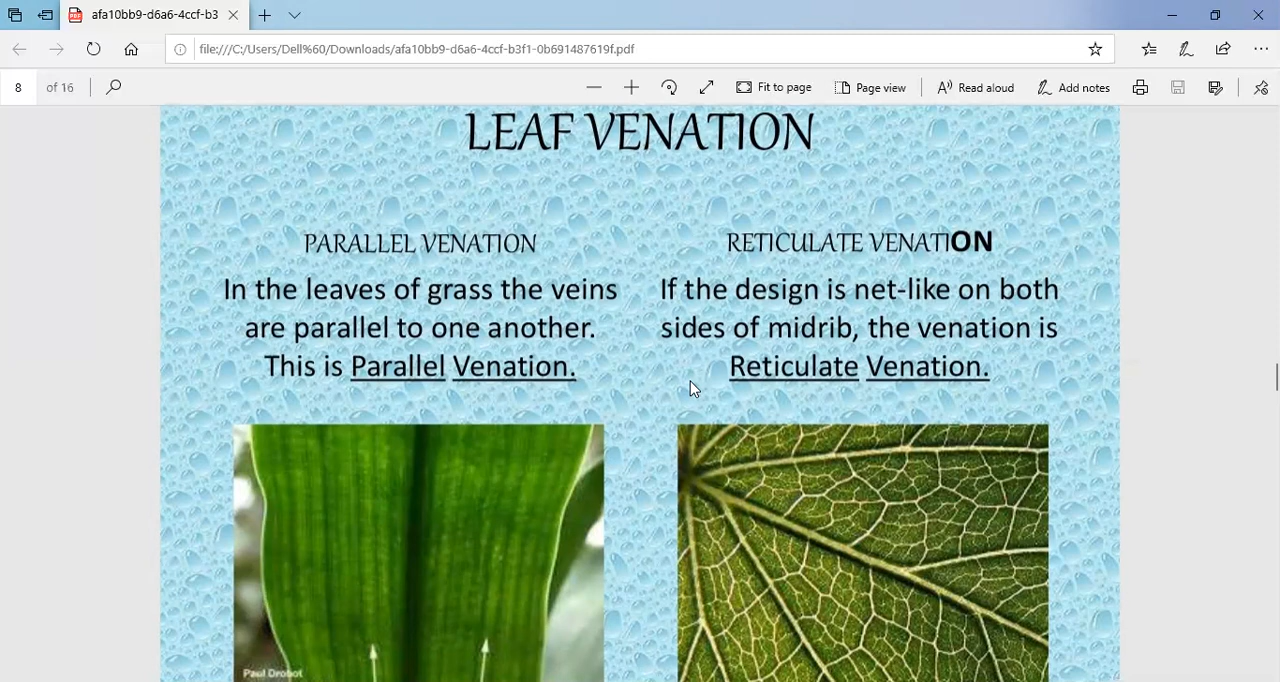 afa10bb9-d6a6-4ccf-b3
file:///C:/Users/Dell%60/Downloads/afa10bb9-d6a6-4ccf-b3f1-0b691487619f.pdf
8 of 16
Fit to page
Page view
Read aloud
Add notes
LEAF VENATION
PARALLEL VENATION
In the leaves of grass the veins
are parallel to one another.
This is Parallel Venation.
RETICULATE VENATION
If the design is net-like on both
sides of midrib, the venation is
Reticulate Venation.
Paul Drobot